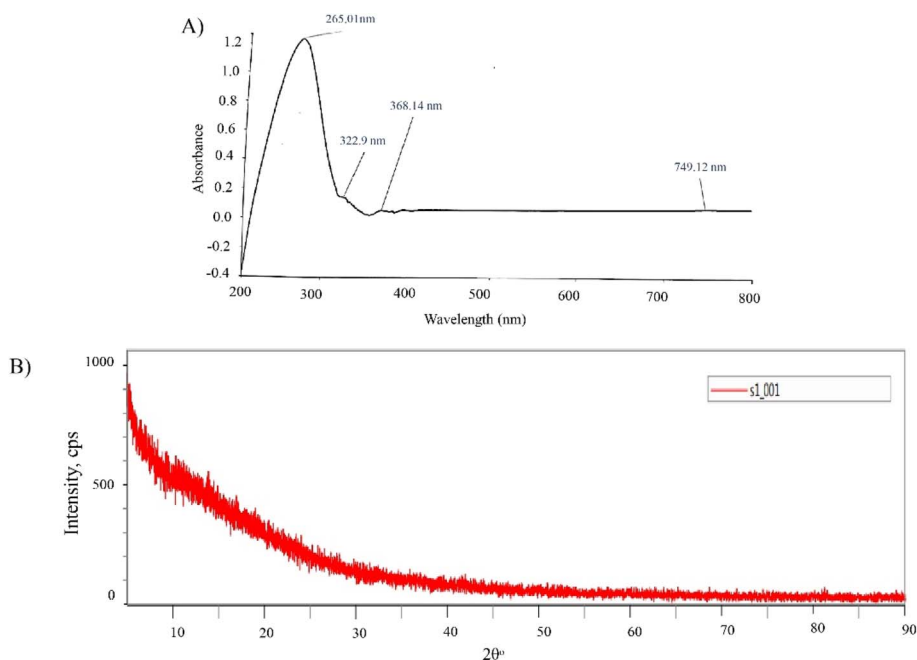 A)
265.01nm
1.2
1.0
0.8
0.6
0.4
0.2
0.0
-0.2
-0.4
Absorbance
368.14 nm
322.9 nm
749.12 nm
200 300 400 500 600 700 800
Wavelength (nm)
B)
1000
500
0
Intensity, cps
s1_001
10 20 30 40 50 60 70 80 90
2θ°